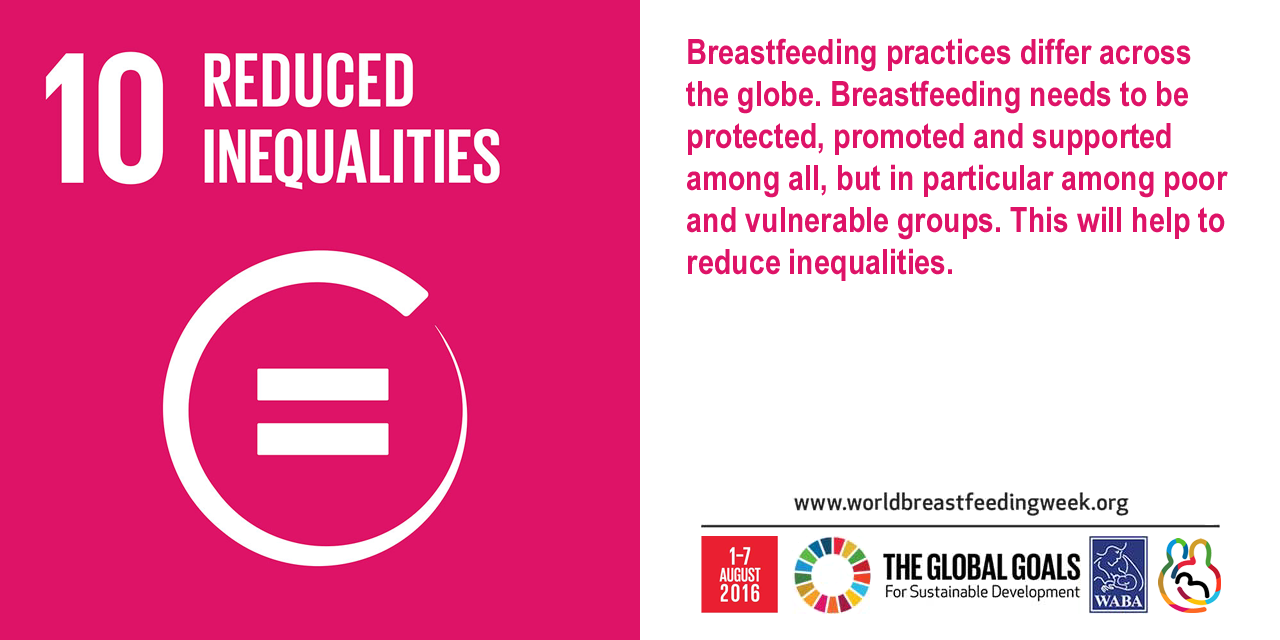 10 REDUCED
INEQUALITIES
=
Breastfeeding practices differ across
the globe. Breastfeeding needs to be
protected, promoted and supported
among all, but in particular among poor
and vulnerable groups. This will help to
reduce inequalities.
www.worldbreastfeedingweek.org
1-7
AUGUST
2016
THE GLOBAL GOALS
For Sustainable Development
WABA